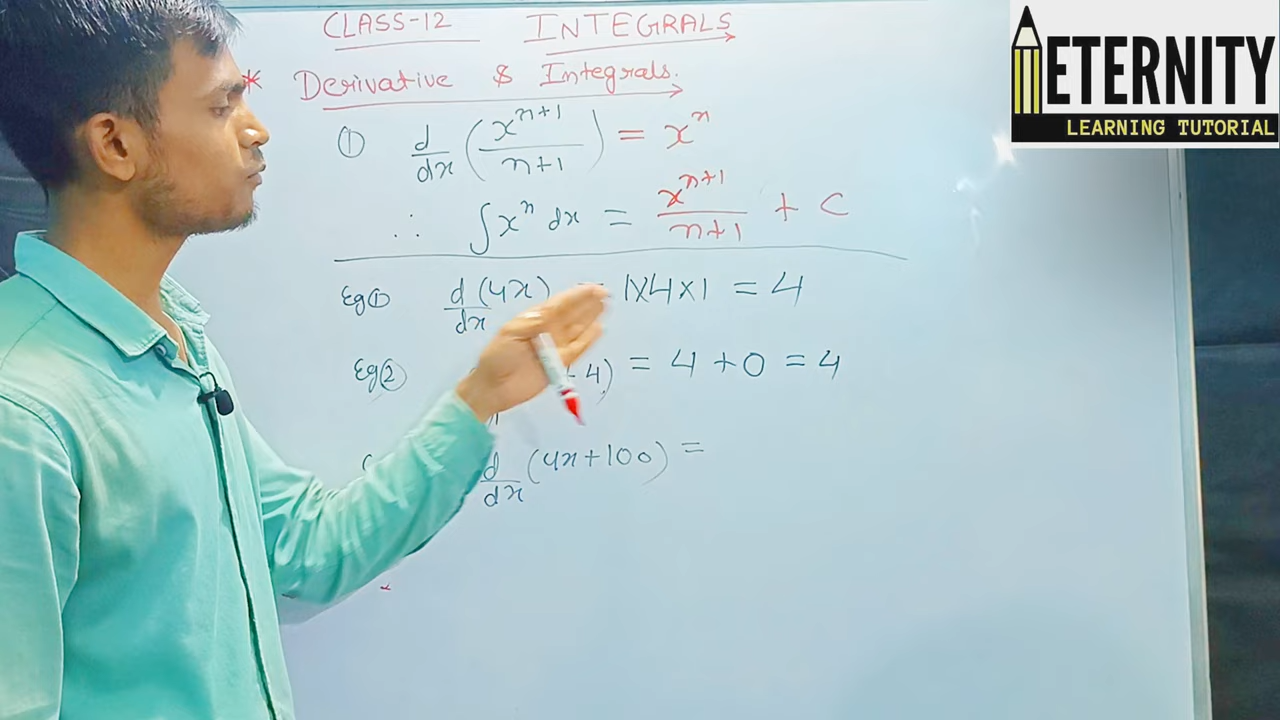 CLASS-12 INTEGRALS
ETERNITY
LEARNING TUTORIAL
* Derivative & Integrals.
① d/dx (x^(n+1)/(n+1)) = x^n
∴ ∫x^n dx = x^(n+1)/(n+1) + C
Eg① d/dx (4x) = 1×4×1 = 4
Eg② 4) = 4 + 0 = 4
d/dx (4x+100) =